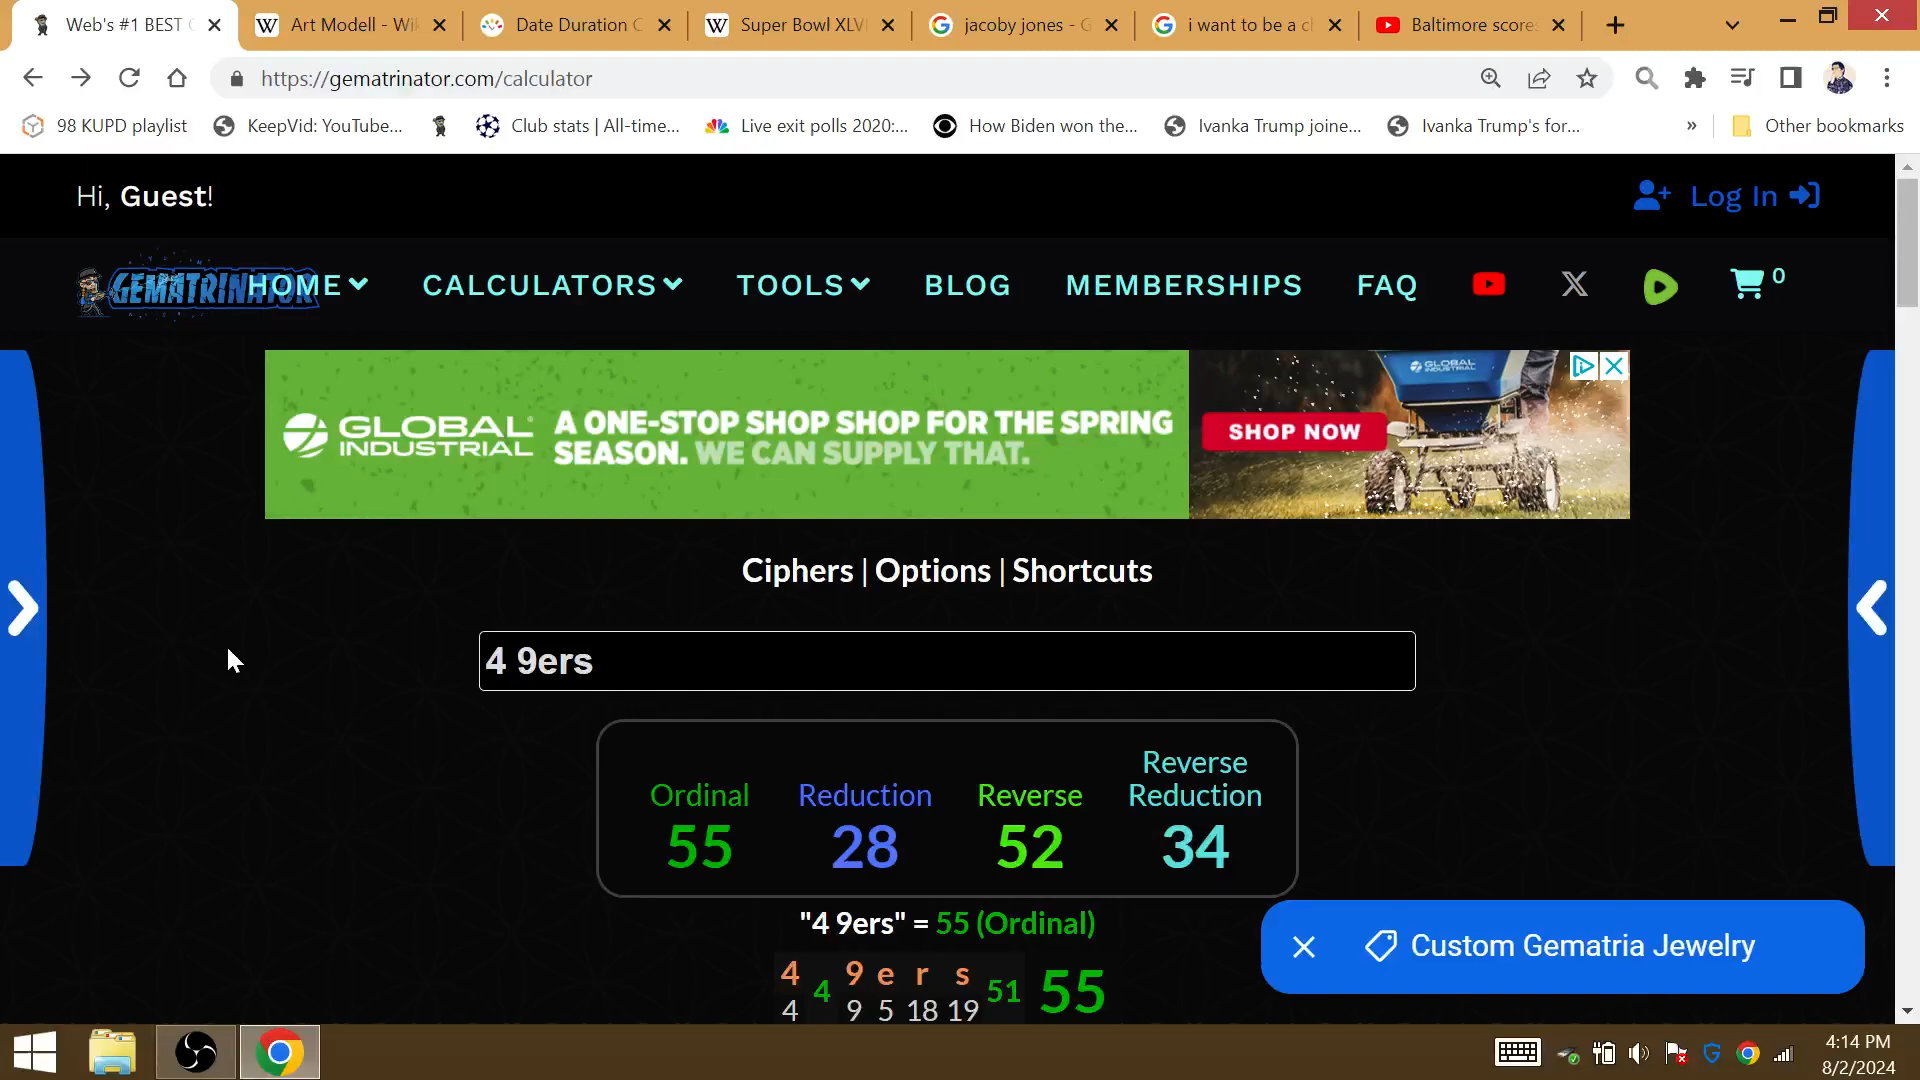 Web's #1 BEST
Art Modell - Wik
Date Duration C
Super Bowl XLVI
jacoby jones - G
i want to be a ch
Baltimore score
https://gematrinator.com/calculator
98 KUPD playlist
KeepVid: YouTube...
Club stats | All-time...
Live exit polls 2020:...
How Biden won the...
Ivanka Trump joine...
Ivanka Trump's for...
»
Other bookmarks
Hi, Guest!
Log In
GEMATRINATOR
HOME
CALCULATORS
TOOLS
BLOG
MEMBERSHIPS
FAQ
0
GLOBAL INDUSTRIAL
A ONE-STOP SHOP SHOP FOR THE SPRING
SEASON. WE CAN SUPPLY THAT.
SHOP NOW
GLOBAL INDUSTRIAL
Ciphers | Options | Shortcuts
4 9ers
Ordinal
55
Reduction
28
Reverse
52
Reverse
Reduction
34
"4 9ers" = 55 (Ordinal)
4 4 9 e r s 51 55
4 9 5 18 19
Custom Gematria Jewelry
4:14 PM
8/2/2024